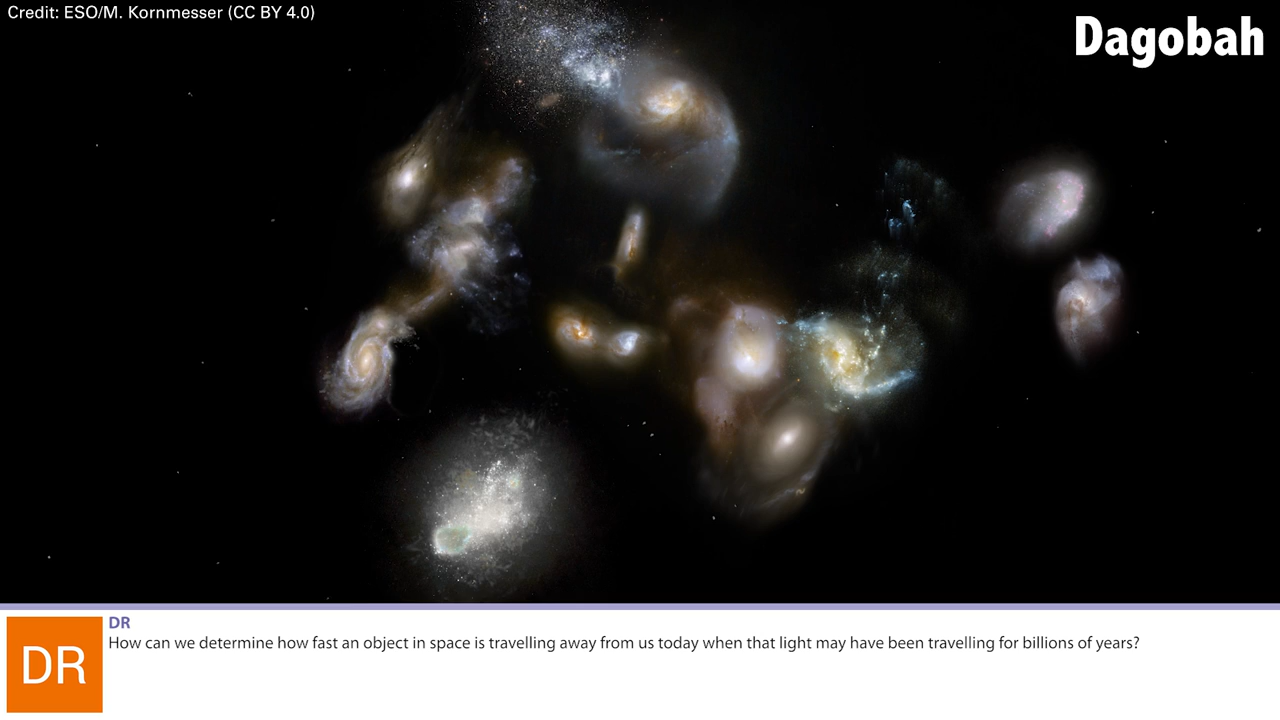 Credit: ESO/M. Kornmesser (CC BY 4.0)
Dagobah
DR
How can we determine how fast an object in space is travelling away from us today when that light may have been travelling for billions of years?
DR